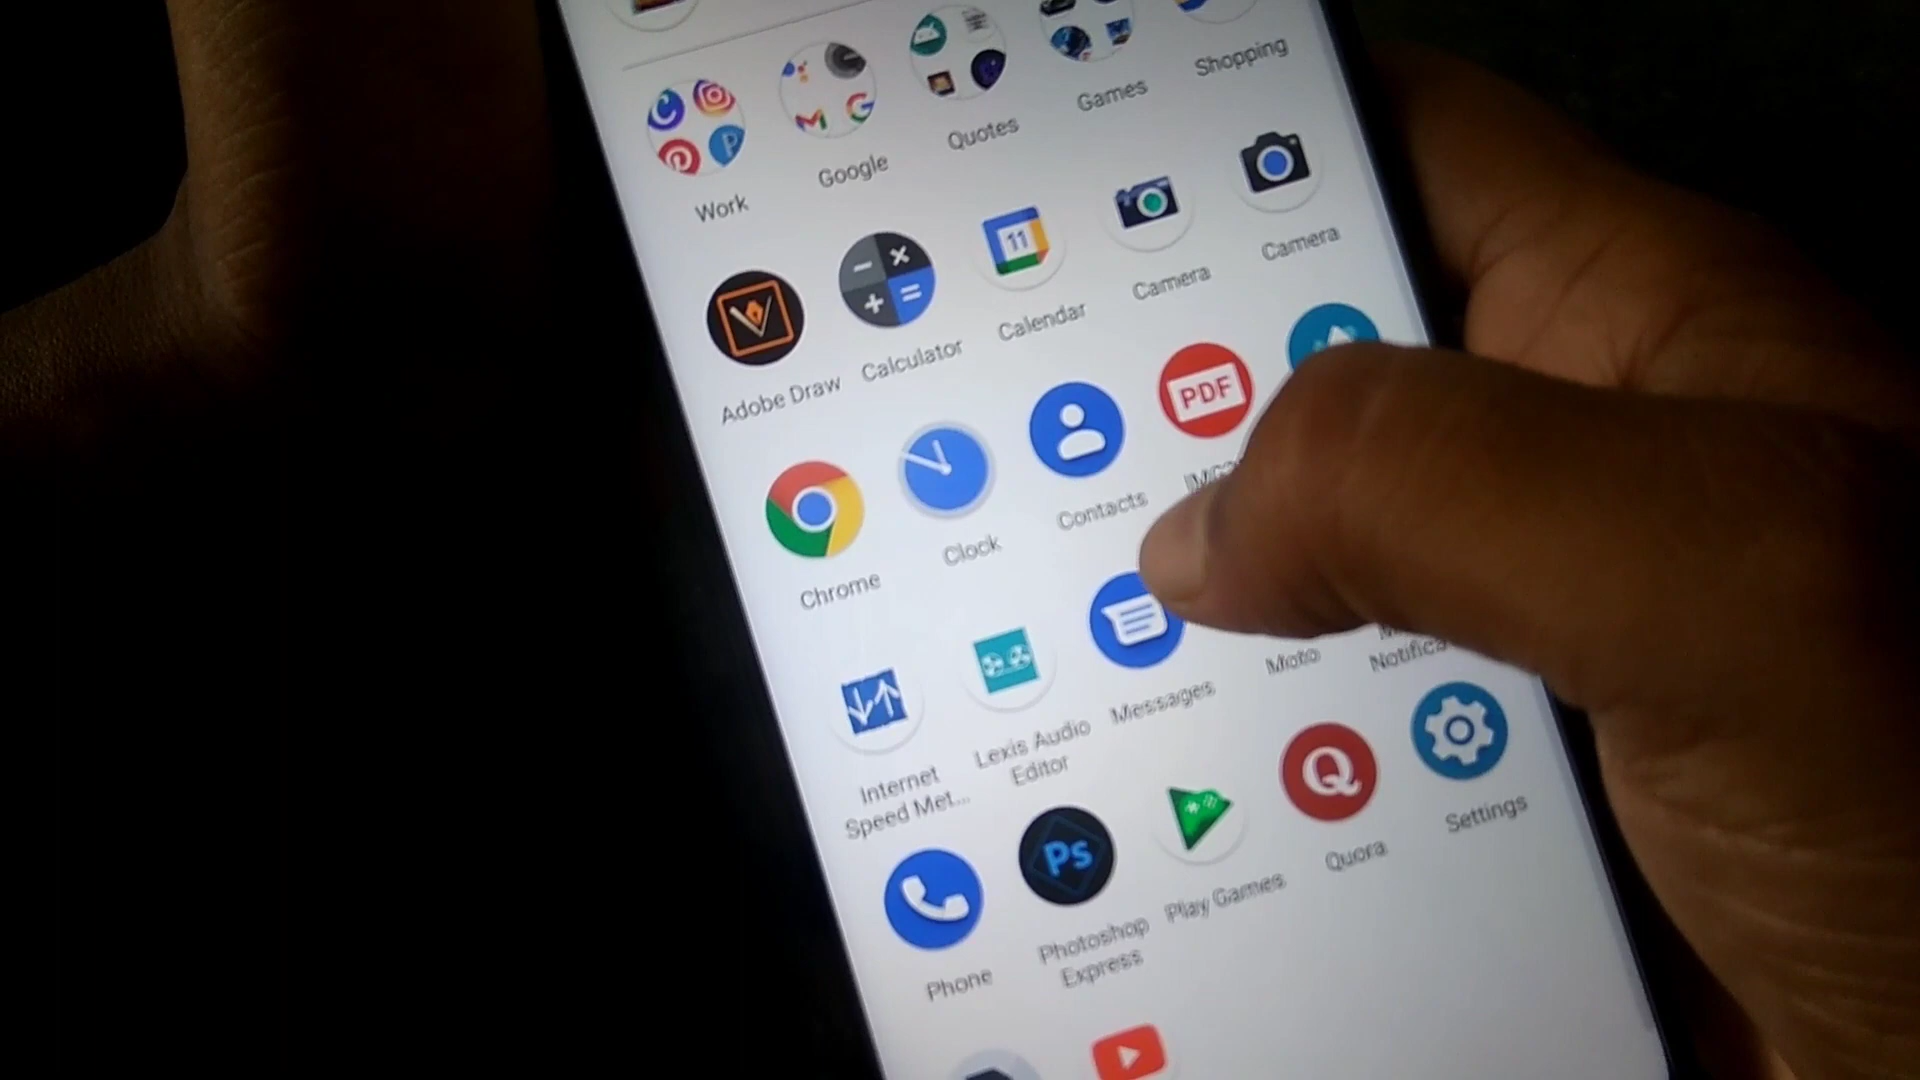 Work
Google
Quotes
Games
Shopping
Adobe Draw
Calculator
11
Calendar
Camera
Camera
Chrome
Clock
Contacts
PDF
Internet
Speed Met...
Lexis Audio
Editor
Messages
Moto
Phone
Ps
Photoshop
Express
Play Games
Q
Quora
Settings